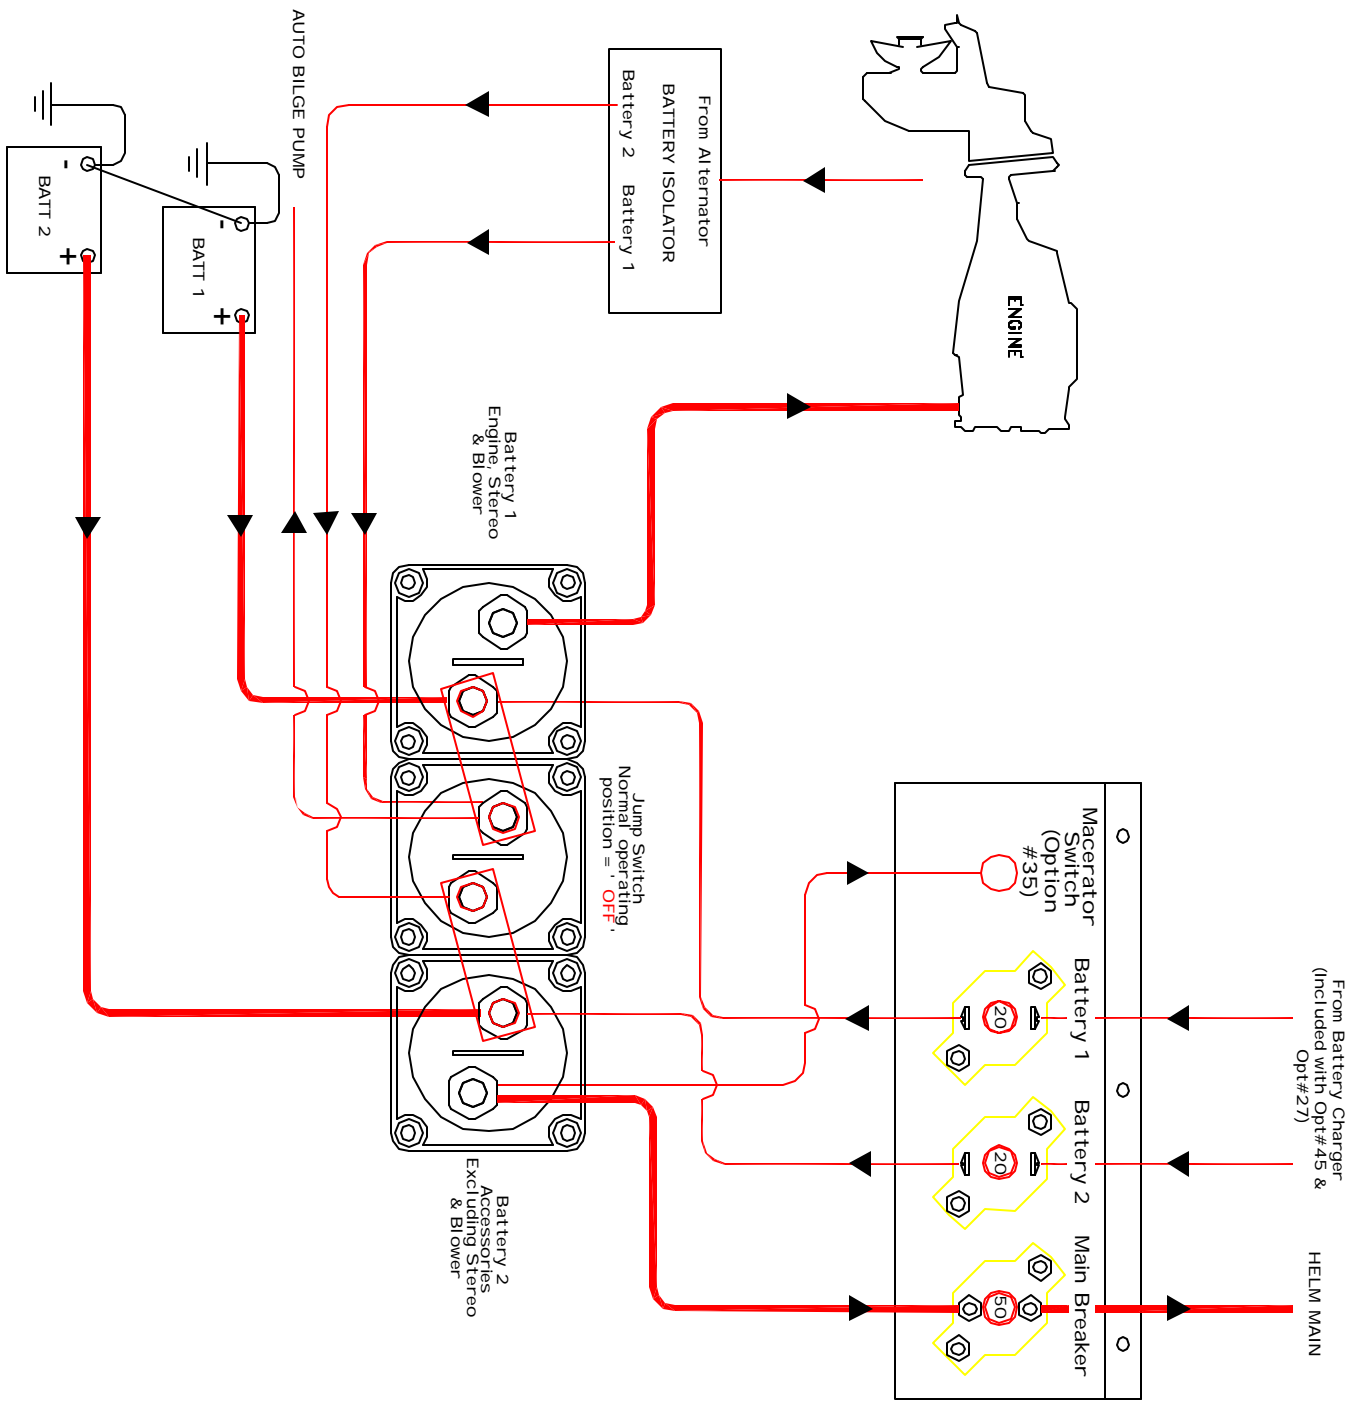 AUTO BILGE PUMP
BATT 2
-
+
BATT 1
-
+
From Alternator
BATTERY ISOLATOR
Battery 2
Battery 1
ENGINE
Battery 1
Engine, Stereo
& Blower
Jump Switch
Normal operating
position = ' OFF '
Battery 2
Accessories
Excluding Stereo
& Blower
Macerator
Switch
(Option
#35)
Battery 1
20
Battery 2
20
Main Breaker
50
From Battery Charger
(Included with Opt#45 &
Opt#27)
HELM MAIN